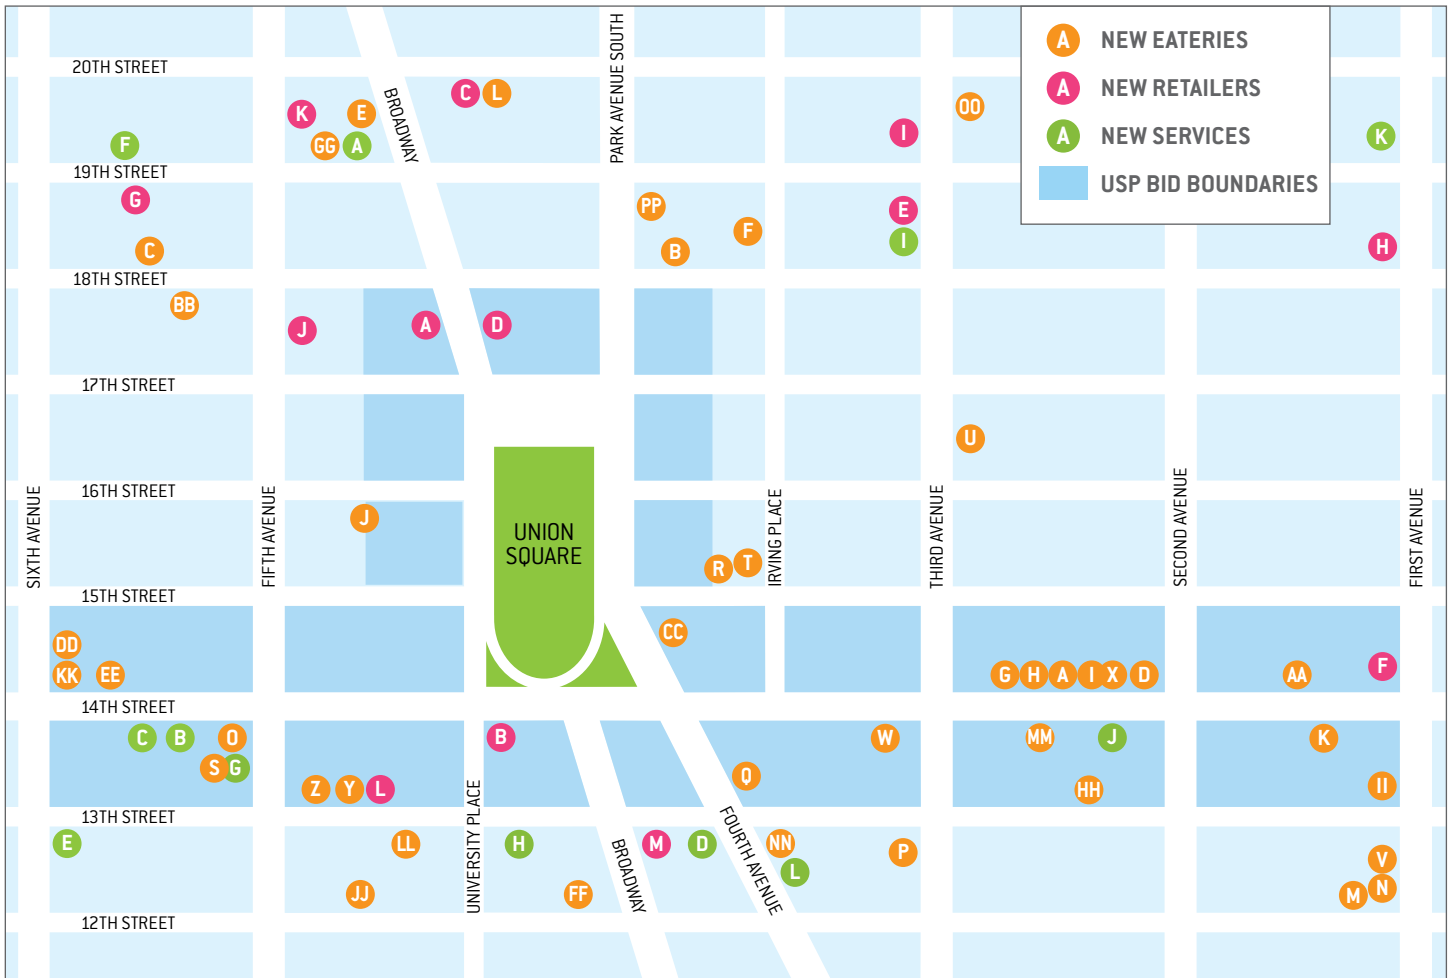 A NEW EATERIES
A NEW RETAILERS
A NEW SERVICES
USP BID BOUNDARIES
20TH STREET
BROADWAY
PARK AVENUE SOUTH
C L
K E
OO
GG A
F
I
K
19TH STREET
G
PP
E
F
I
C
B
H
18TH STREET
BB
J
A
D
17TH STREET
U
16TH STREET
SIXTH AVENUE
FIFTH AVENUE
J
UNION
SQUARE
IRVING PLACE
THIRD AVENUE
SECOND AVENUE
FIRST AVENUE
R T
15TH STREET
DD
CC
KK EE
G H A I X D
AA
F
14TH STREET
C B O
B
W
MM
J
K
S G
Q
Z Y L
HH
II
13TH STREET
UNIVERSITY PLACE
BROADWAY
FOURTH AVENUE
E
LL
H
M D
NN
P
L
V
JJ
FF
M N
12TH STREET